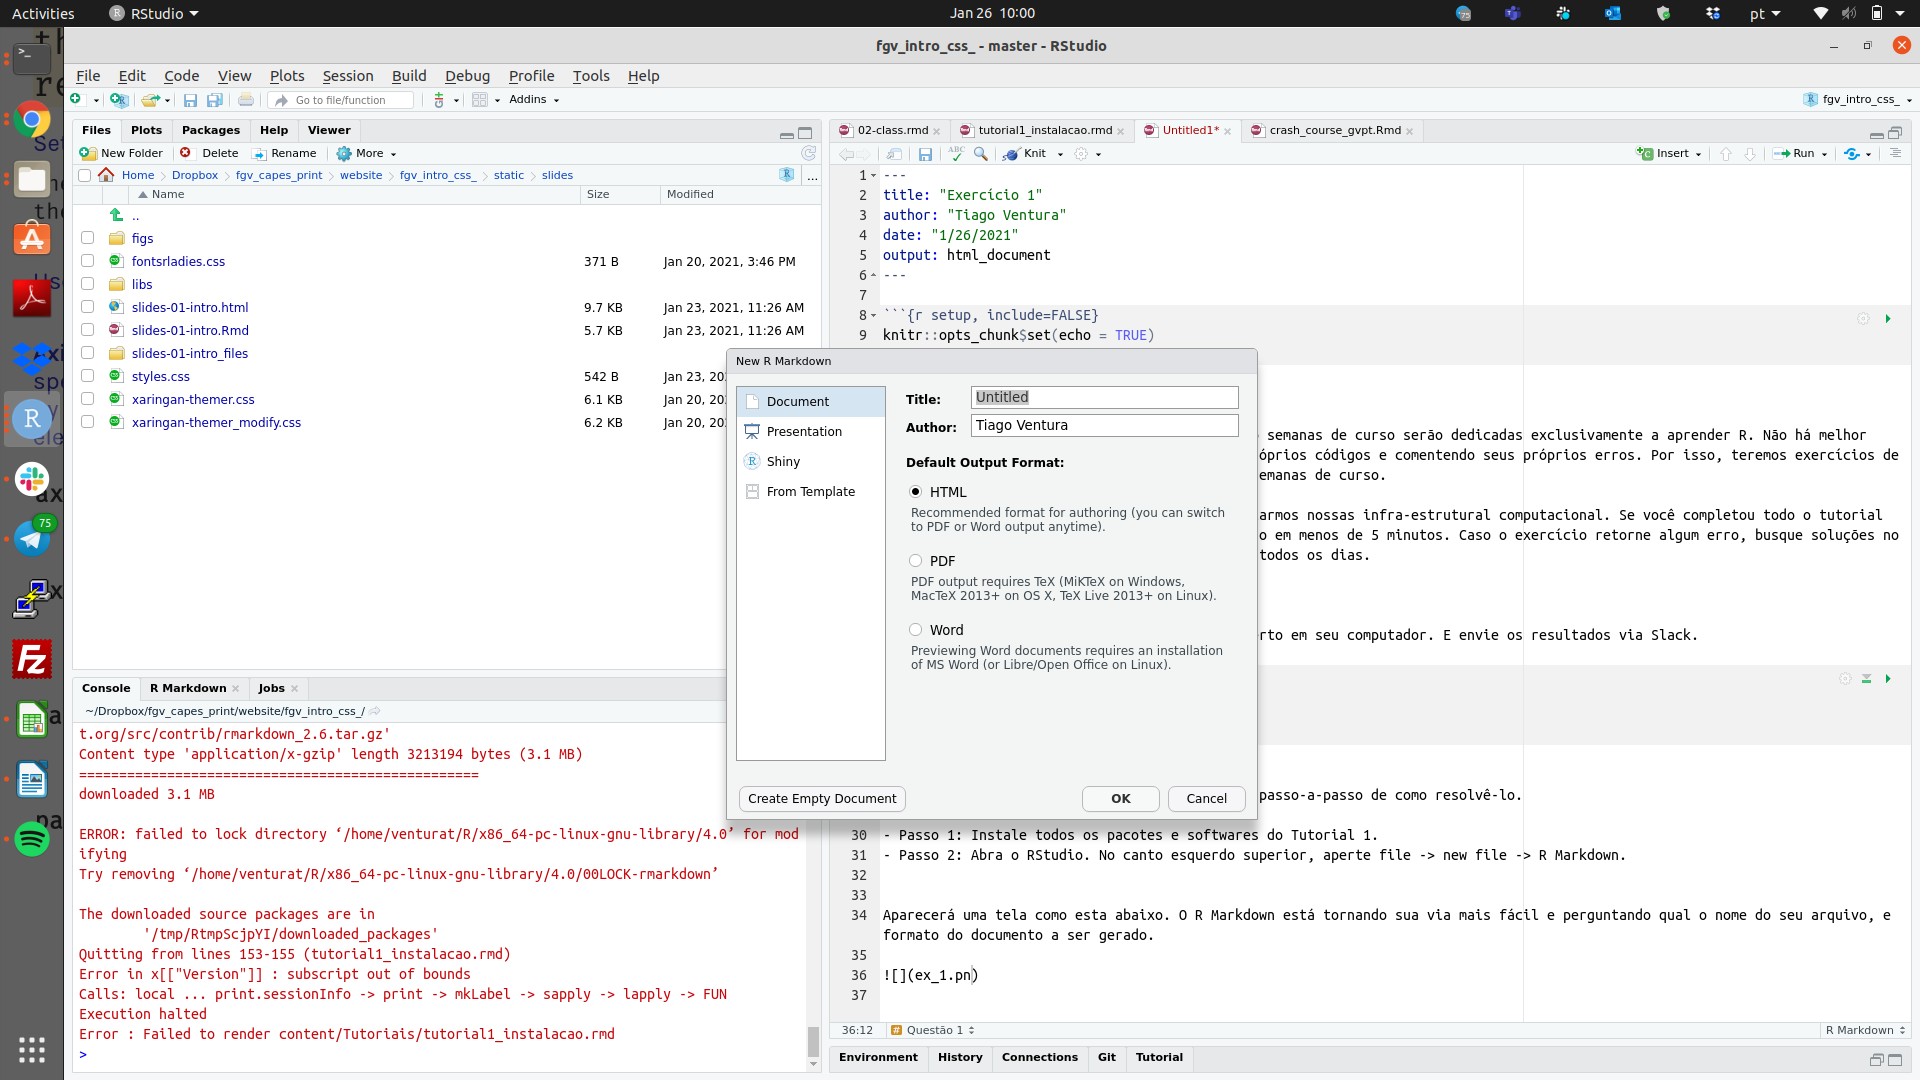 Activities
RStudio
Jan 26 10:00
75
pt
fgv_intro_css_ - master - RStudio
File Edit Code View Plots Session Build Debug Profile Tools Help
Go to file/function
Addins
fgv_intro_css_
Files Plots Packages Help Viewer
New Folder Delete Rename More
Home Dropbox fgv_capes_print website fgv_intro_css_ static slides ...
Name Size Modified
..
figs
fontsrladies.css 371 B Jan 20, 2021, 3:46 PM
libs
slides-01-intro.html 9.7 KB Jan 23, 2021, 11:26 AM
slides-01-intro.Rmd 5.7 KB Jan 23, 2021, 11:26 AM
slides-01-intro_files
styles.css 542 B Jan 23, 20
xaringan-themer.css 6.1 KB Jan 20, 20
xaringan-themer_modify.css 6.2 KB Jan 20, 20
Console R Markdown Jobs
~/Dropbox/fgv_capes_print/website/fgv_intro_css_/
t.org/src/contrib/rmarkdown_2.6.tar.gz'
Content type 'application/x-gzip' length 3213194 bytes (3.1 MB)
==================================================
downloaded 3.1 MB
ERROR: failed to lock directory ‘/home/venturat/R/x86_64-pc-linux-gnu-library/4.0’ for mod
ifying
Try removing ‘/home/venturat/R/x86_64-pc-linux-gnu-library/4.0/00LOCK-rmarkdown’
The downloaded source packages are in
'/tmp/RtmpScjpYI/downloaded_packages'
Quitting from lines 153-155 (tutorial1_instalacao.rmd)
Error in x[["Version"]] : subscript out of bounds
Calls: local ... print.sessionInfo -> print -> mkLabel -> sapply -> lapply -> FUN
Execution halted
Error : Failed to render content/Tutoriais/tutorial1_instalacao.rmd
>
02-class.rmd tutorial1_instalacao.rmd Untitled1* crash_course_gvpt.Rmd
ABC Knit Insert Run
1 ---
2 title: "Exercício 1"
3 author: "Tiago Ventura"
4 date: "1/26/2021"
5 output: html_document
6 ---
7
8 ```{r setup, include=FALSE}
9 knitr::opts_chunk$set(echo = TRUE)
semanas de curso serão dedicadas exclusivamente a aprender R. Não há melhor
óprios códigos e comentendo seus próprios erros. Por isso, teremos exercícios de
emanas de curso.
armos nossas infra-estrutural computacional. Se você completou todo o tutorial
o em menos de 5 minutos. Caso o exercício retorne algum erro, busque soluções no
todos os dias.
rto em seu computador. E envie os resultados via Slack.
passo-a-passo de como resolvê-lo.
30 - Passo 1: Instale todos os pacotes e softwares do Tutorial 1.
31 - Passo 2: Abra o RStudio. No canto esquerdo superior, aperte file -> new file -> R Markdown.
32
33
34 Aparecerá uma tela como esta abaixo. O R Markdown está tornando sua via mais fácil e perguntando qual o nome do seu arquivo, e
formato do documento a ser gerado.
35
36 ![](ex_1.pn)
37
36:12 Questão 1 R Markdown
Environment History Connections Git Tutorial
New R Markdown
Document
Presentation
Shiny
From Template
Title: Untitled
Author: Tiago Ventura
Default Output Format:
HTML
Recommended format for authoring (you can switch
to PDF or Word output anytime).
PDF
PDF output requires TeX (MiKTeX on Windows,
MacTeX 2013+ on OS X, TeX Live 2013+ on Linux).
Word
Previewing Word documents requires an installation
of MS Word (or Libre/Open Office on Linux).
Create Empty Document OK Cancel
75